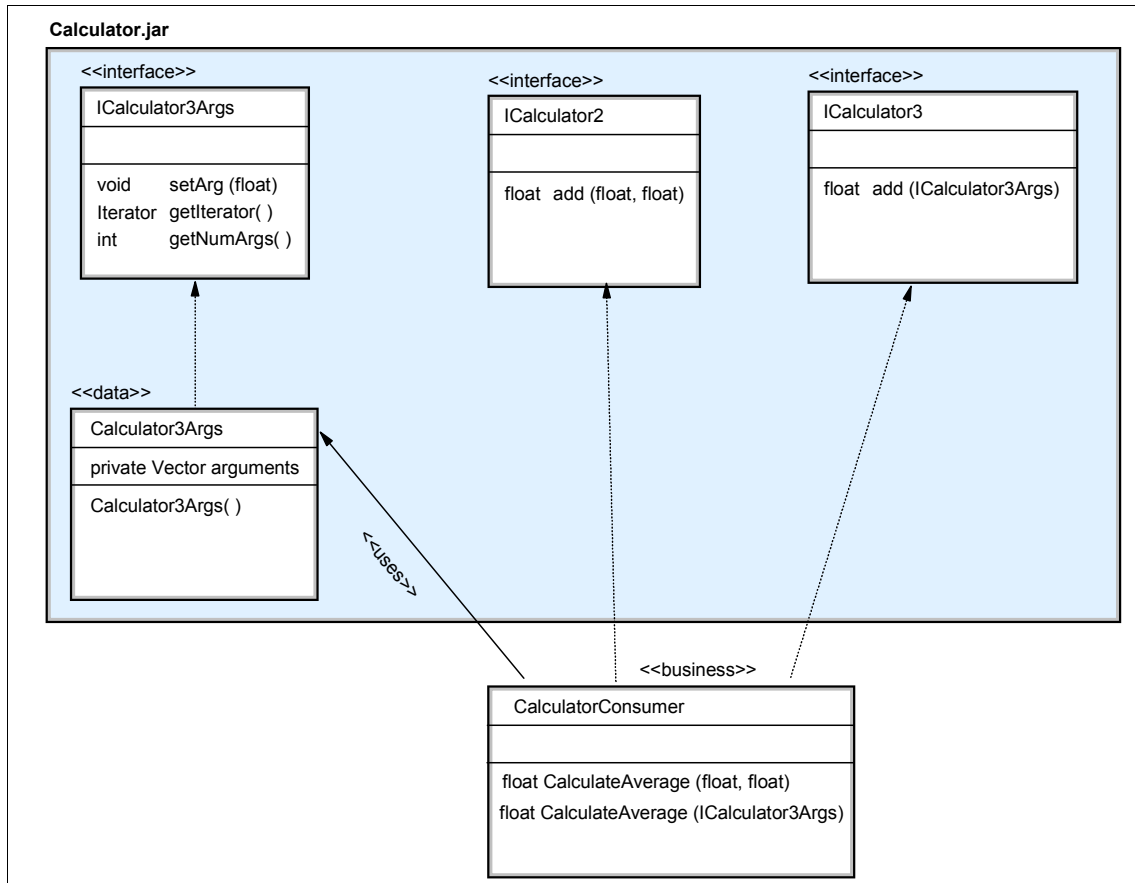 Calculator.jar
<<interface>>
ICalculator3Args
void setArg (float)
Iterator getIterator( )
int getNumArgs( )
<<interface>>
ICalculator2
float add (float, float)
<<interface>>
ICalculator3
float add (ICalculator3Args)
<<data>>
Calculator3Args
private Vector arguments
Calculator3Args( )
<<uses>>
<<business>>
CalculatorConsumer
float CalculateAverage (float, float)
float CalculateAverage (ICalculator3Args)